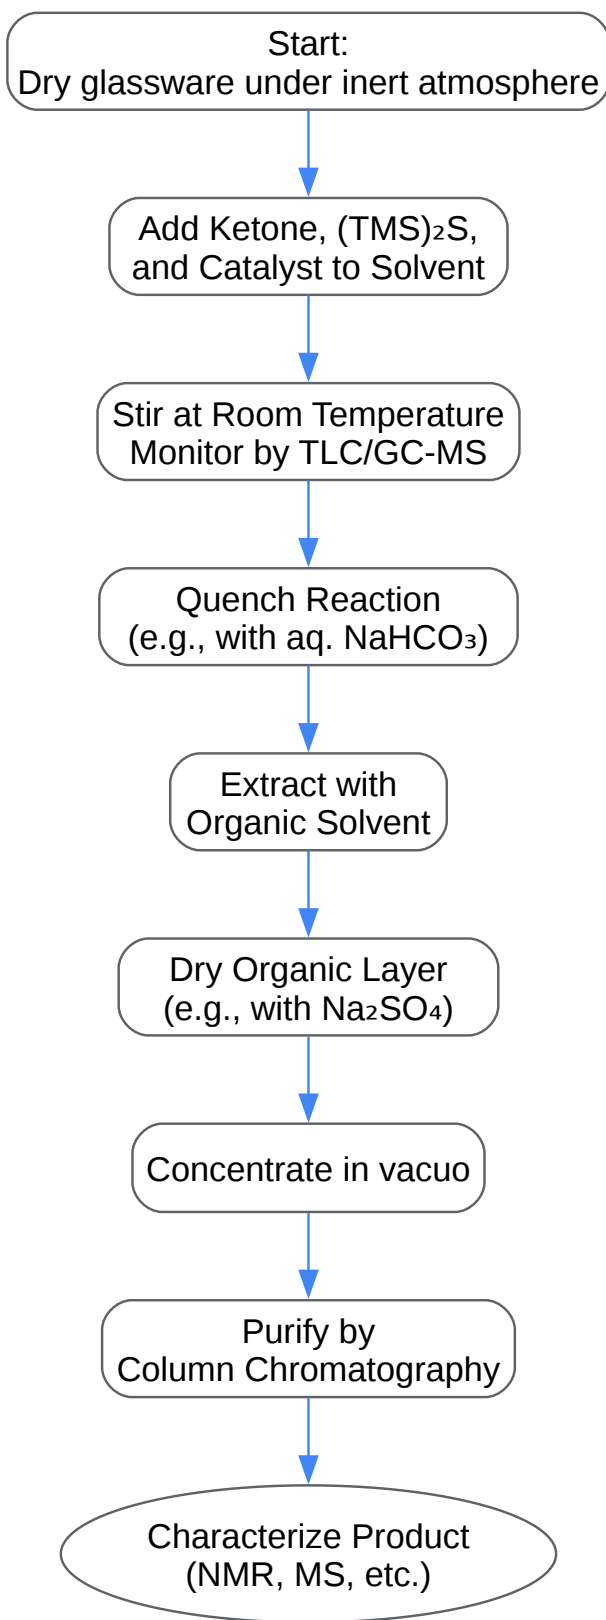 Start:
Dry glassware under inert atmosphere
Add Ketone, (TMS)₂S,
and Catalyst to Solvent
Stir at Room Temperature
Monitor by TLC/GC-MS
Quench Reaction
(e.g., with aq. NaHCO₃)
Extract with
Organic Solvent
Dry Organic Layer
(e.g., with Na₂SO₄)
Concentrate in vacuo
Purify by
Column Chromatography
Characterize Product
(NMR, MS, etc.)